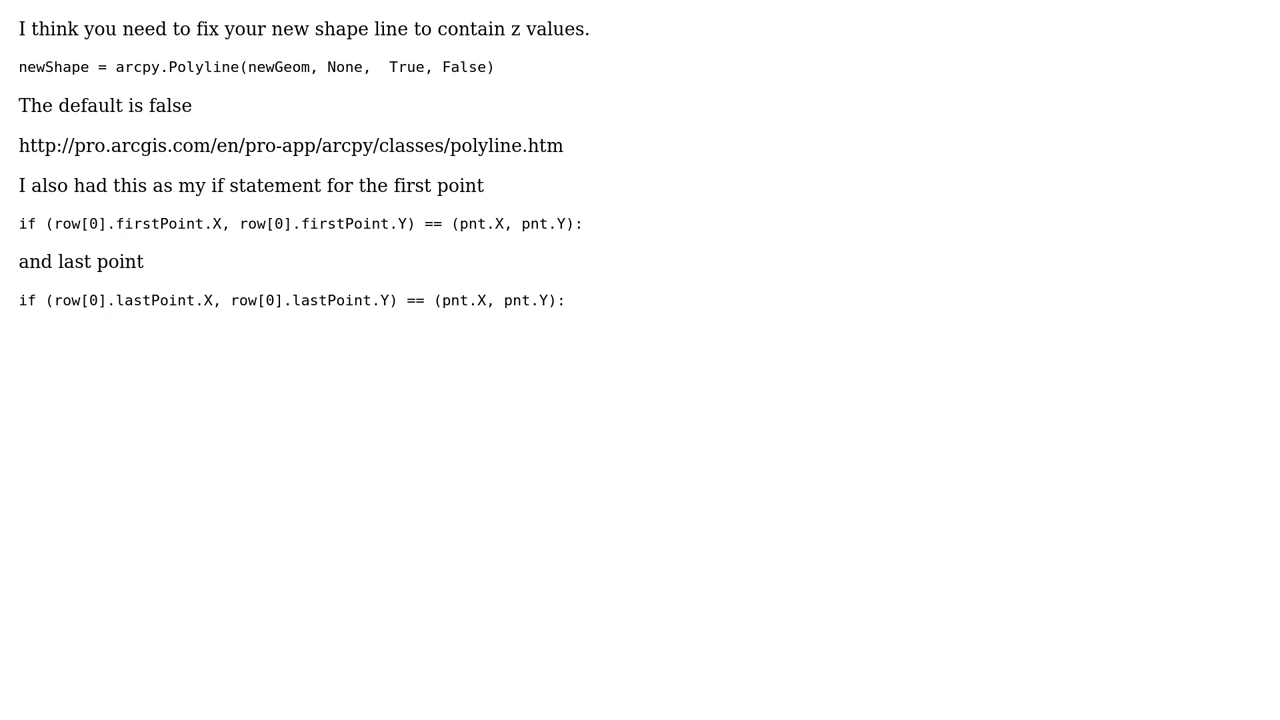 I think you need to fix your new shape line to contain z values.
newShape = arcpy.Polyline(newGeom, None,  True, False)
The default is false
http://pro.arcgis.com/en/pro-app/arcpy/classes/polyline.htm
I also had this as my if statement for the first point
if (row[0].firstPoint.X, row[0].firstPoint.Y) == (pnt.X, pnt.Y):
and last point
if (row[0].lastPoint.X, row[0].lastPoint.Y) == (pnt.X, pnt.Y):